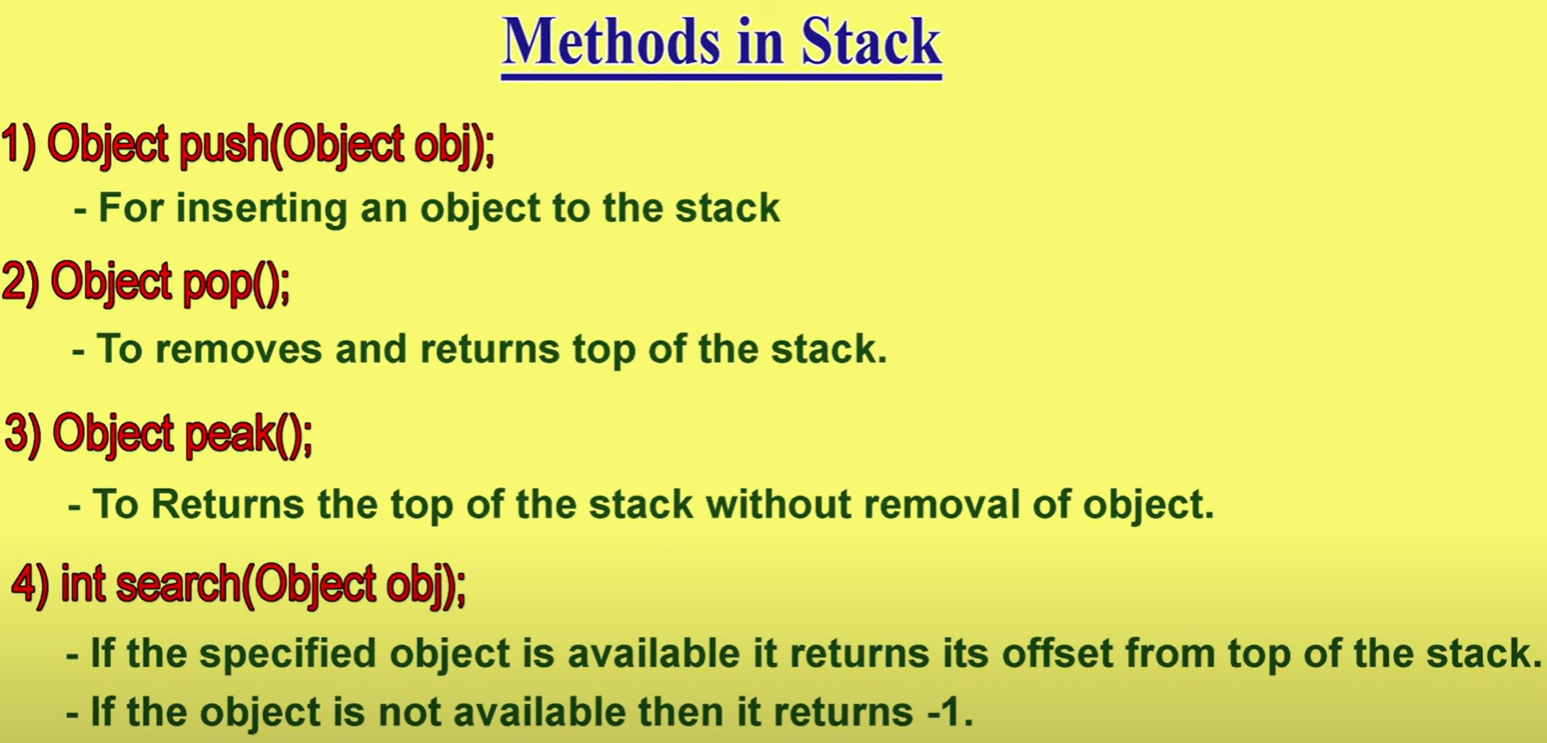 Methods in Stack
1) Object push(Object obj);
- For inserting an object to the stack
2) Object pop();
- To removes and returns top of the stack.
3) Object peak();
- To Returns the top of the stack without removal of object.
4) int search(Object obj);
- If the specified object is available it returns its offset from top of the stack.
- If the object is not available then it returns -1.